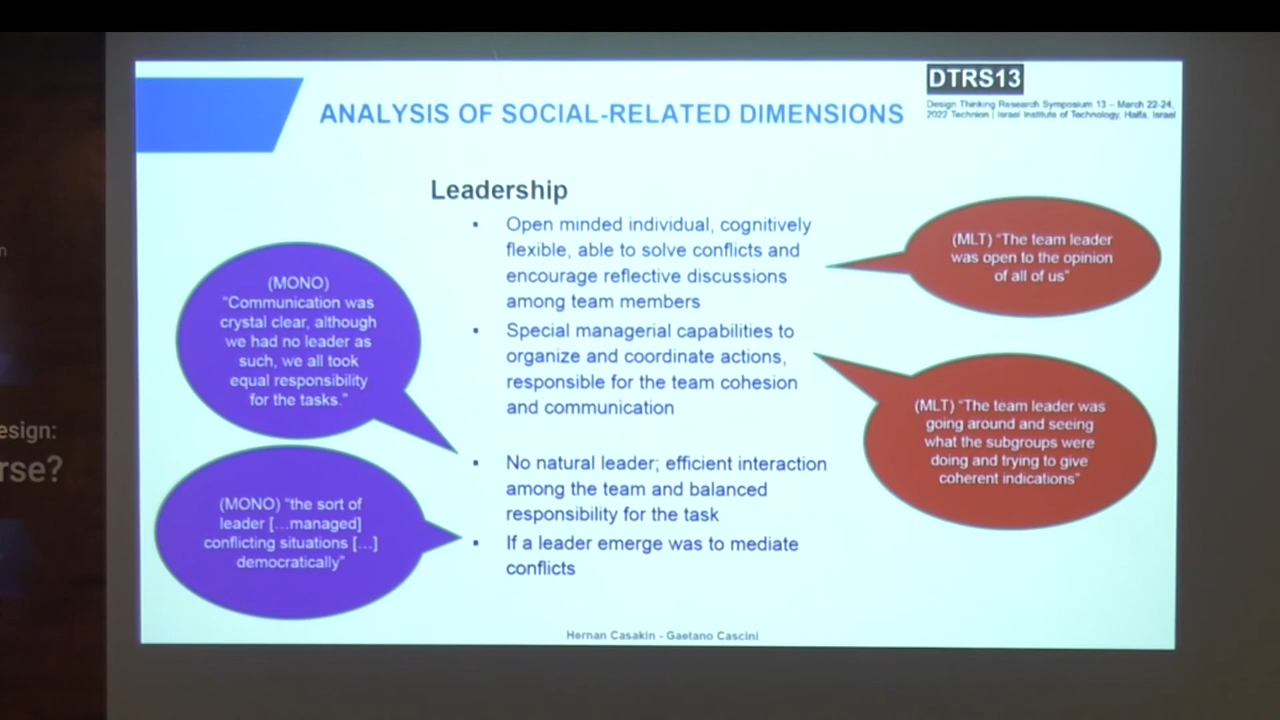 DTRS13
Design Thinking Research Symposium 13 – March 22-24,
2022 Technion | Israel Institute of Technology, Haifa, Israel
ANALYSIS OF SOCIAL-RELATED DIMENSIONS
Leadership
Open minded individual, cognitively
flexible, able to solve conflicts and
encourage reflective discussions
among team members
Special managerial capabilities to
organize and coordinate actions,
responsible for the team cohesion
and communication
No natural leader; efficient interaction
among the team and balanced
responsibility for the task
If a leader emerge was to mediate
conflicts
(MONO)
“Communication was
crystal clear, although
we had no leader as
such, we all took
equal responsibility
for the tasks.”
(MONO) “the sort of
leader [...managed]
conflicting situations [...]
democratically”
(MLT) “The team leader
was open to the opinion
of all of us”
(MLT) “The team leader was
going around and seeing
what the subgroups were
doing and trying to give
coherent indications”
Hernan Casakin - Gaetano Cascini
esign:
rse?